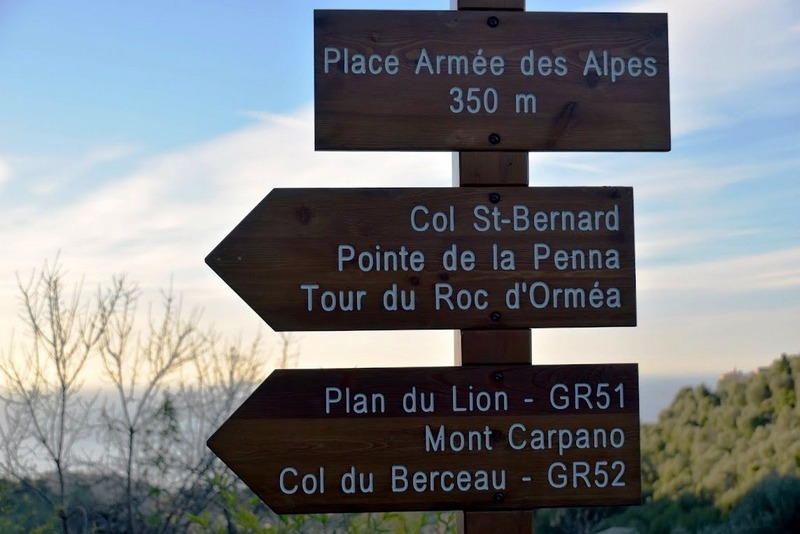 Place Armée des Alpes
350 m
Col St-Bernard
Pointe de la Penna
Tour du Roc d'Orméa
Plan du Lion - GR51
Mont Carpano
Col du Berceau - GR52